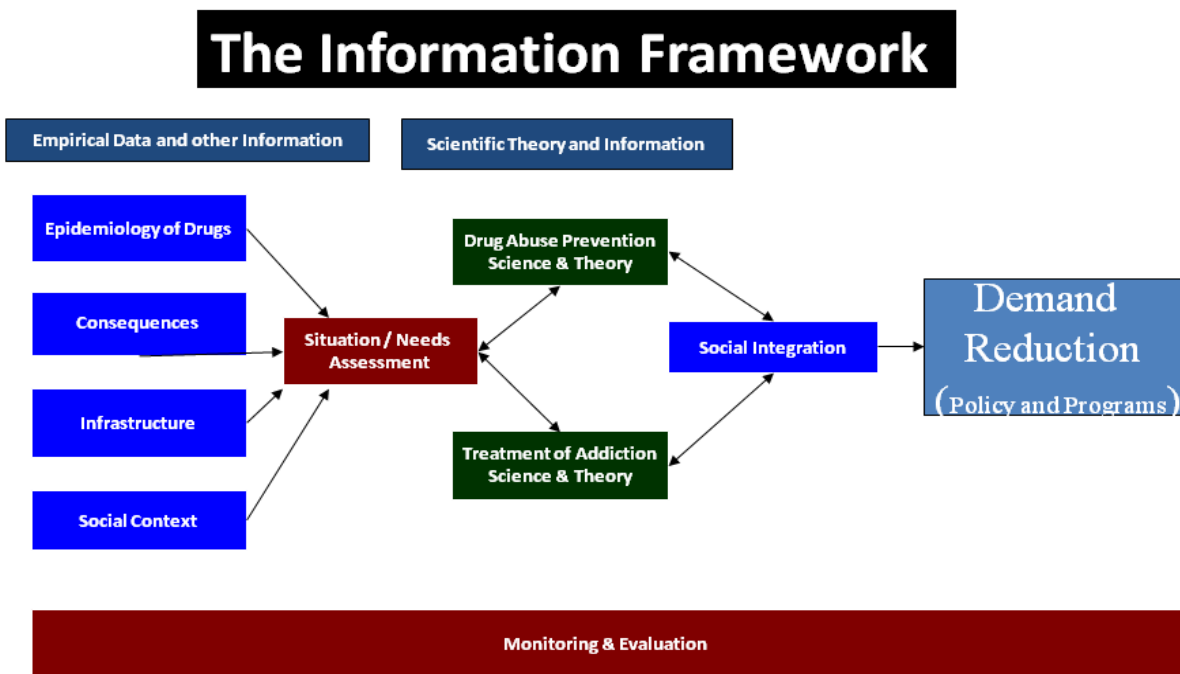 The Information Framework
Empirical Data and other Information
Scientific Theory and Information
Epidemiology of Drugs
Consequences
Infrastructure
Social Context
Situation / Needs
Assessment
Drug Abuse Prevention
Science & Theory
Treatment of Addiction
Science & Theory
Social Integration
Demand
Reduction
(Policy and Programs)
Monitoring & Evaluation